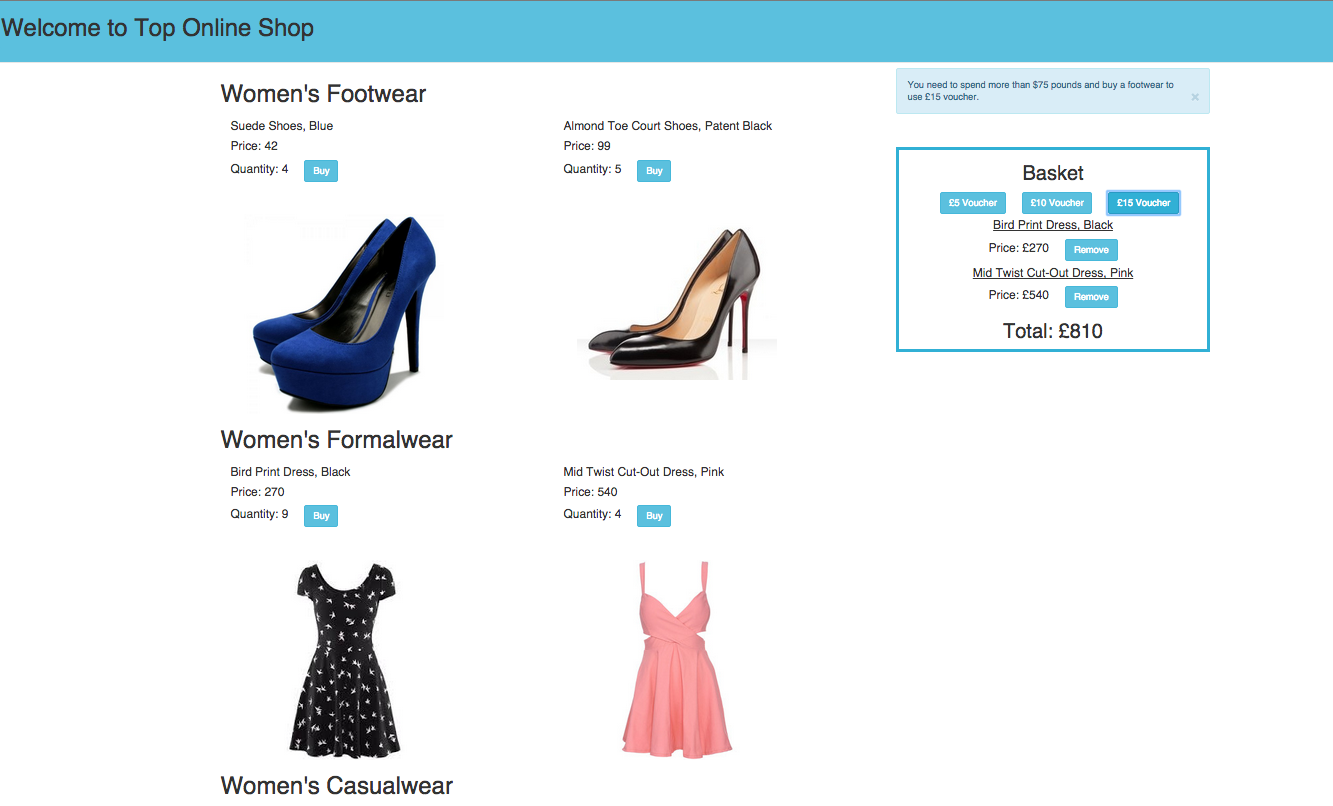 Welcome to Top Online Shop
Women's Footwear
Suede Shoes, Blue
Price: 42
Quantity: 4 Buy
Almond Toe Court Shoes, Patent Black
Price: 99
Quantity: 5 Buy
Women's Formalwear
Bird Print Dress, Black
Price: 270
Quantity: 9 Buy
Mid Twist Cut-Out Dress, Pink
Price: 540
Quantity: 4 Buy
Women's Casualwear
You need to spend more than $75 pounds and buy a footwear to
use £15 voucher. ×
Basket
£5 Voucher £10 Voucher £15 Voucher
Bird Print Dress, Black
Price: £270 Remove
Mid Twist Cut-Out Dress, Pink
Price: £540 Remove
Total: £810